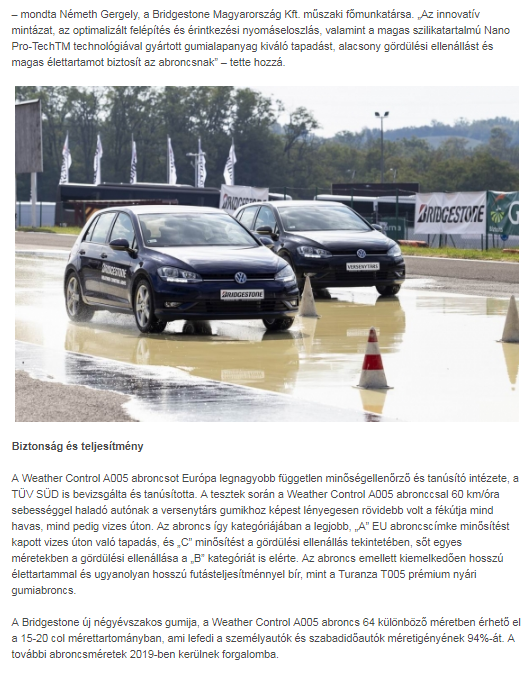 – mondta Németh Gergely, a Bridgestone Magyarország Kft. műszaki főmunkatársa. „Az innovatív
mintázat, az optimalizált felépítés és érintkezési nyomáseloszlás, valamint a magas szilikatartalmú Nano
Pro-TechTM technológiával gyártott gumialapanyag kiváló tapadást, alacsony gördülési ellenállást és
magas élettartamot biztosít az abroncsnak” – tette hozzá.
BRIDGESTONE
BRIDGESTONE
VERSENYTÁRS
BRIDGESTONE
BRIDGESTONE
Biztonság és teljesítmény
A Weather Control A005 abroncsot Európa legnagyobb független minőségellenőrző és tanúsító intézete, a
TÜV SÜD is bevizsgálta és tanúsította. A tesztek során a Weather Control A005 abronccsal 60 km/óra
sebességgel haladó autónak a versenytárs gumikhoz képest lényegesen rövidebb volt a fékútja mind
havas, mind pedig vizes úton. Az abroncs így kategóriájában a legjobb, „A” EU abroncscímke minősítést
kapott vizes úton való tapadás, és „C” minősítést a gördülési ellenállás tekintetében, sőt egyes
méretekben a gördülési ellenállása a „B” kategóriát is elérte. Az abroncs emellett kiemelkedően hosszú
élettartammal és ugyanolyan hosszú futásteljesítménnyel bír, mint a Turanza T005 prémium nyári
gumiabroncs.
A Bridgestone új négyévszakos gumija, a Weather Control A005 abroncs 64 különböző méretben érhető el
a 15-20 col mérettartományban, ami lefedi a személyautók és szabadidőautók méretigényének 94%-át. A
további abroncsméretek 2019-ben kerülnek forgalomba.